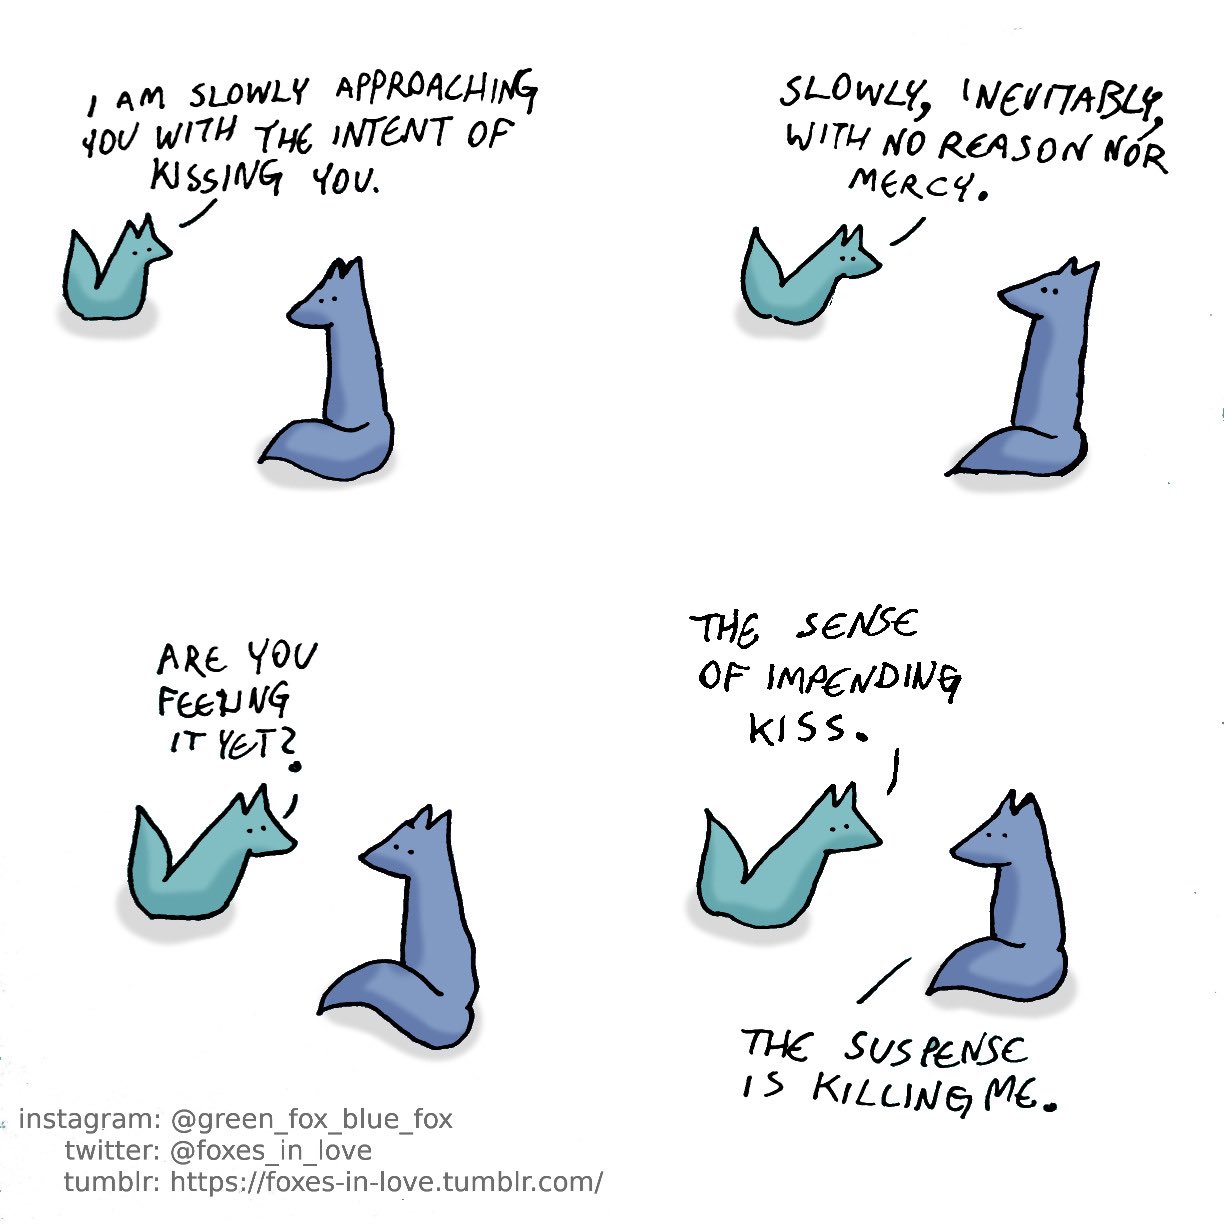 I AM SLOWLY APPROACHING
YOU WITH THE INTENT OF
KISSING YOU.
SLOWLY, INEVITABLY,
WITH NO REASON NOR
MERCY.
ARE YOU
FEELING
IT YET?
THE SENSE
OF IMPENDING
KISS.
THE SUSPENSE
IS KILLING ME.
instagram: @green_fox_blue_fox
twitter: @foxes_in_love
tumblr: https://foxes-in-love.tumblr.com/